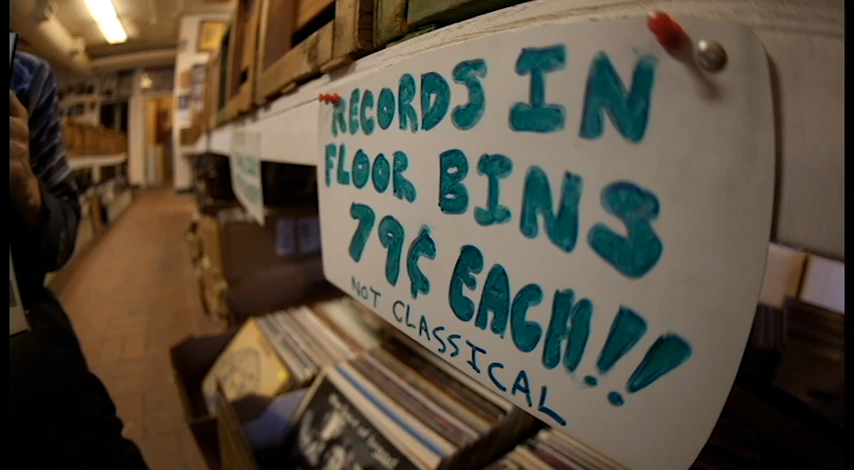 RECORDS IN
FLOOR BINS
79¢ EACH!!
NOT CLASSICAL